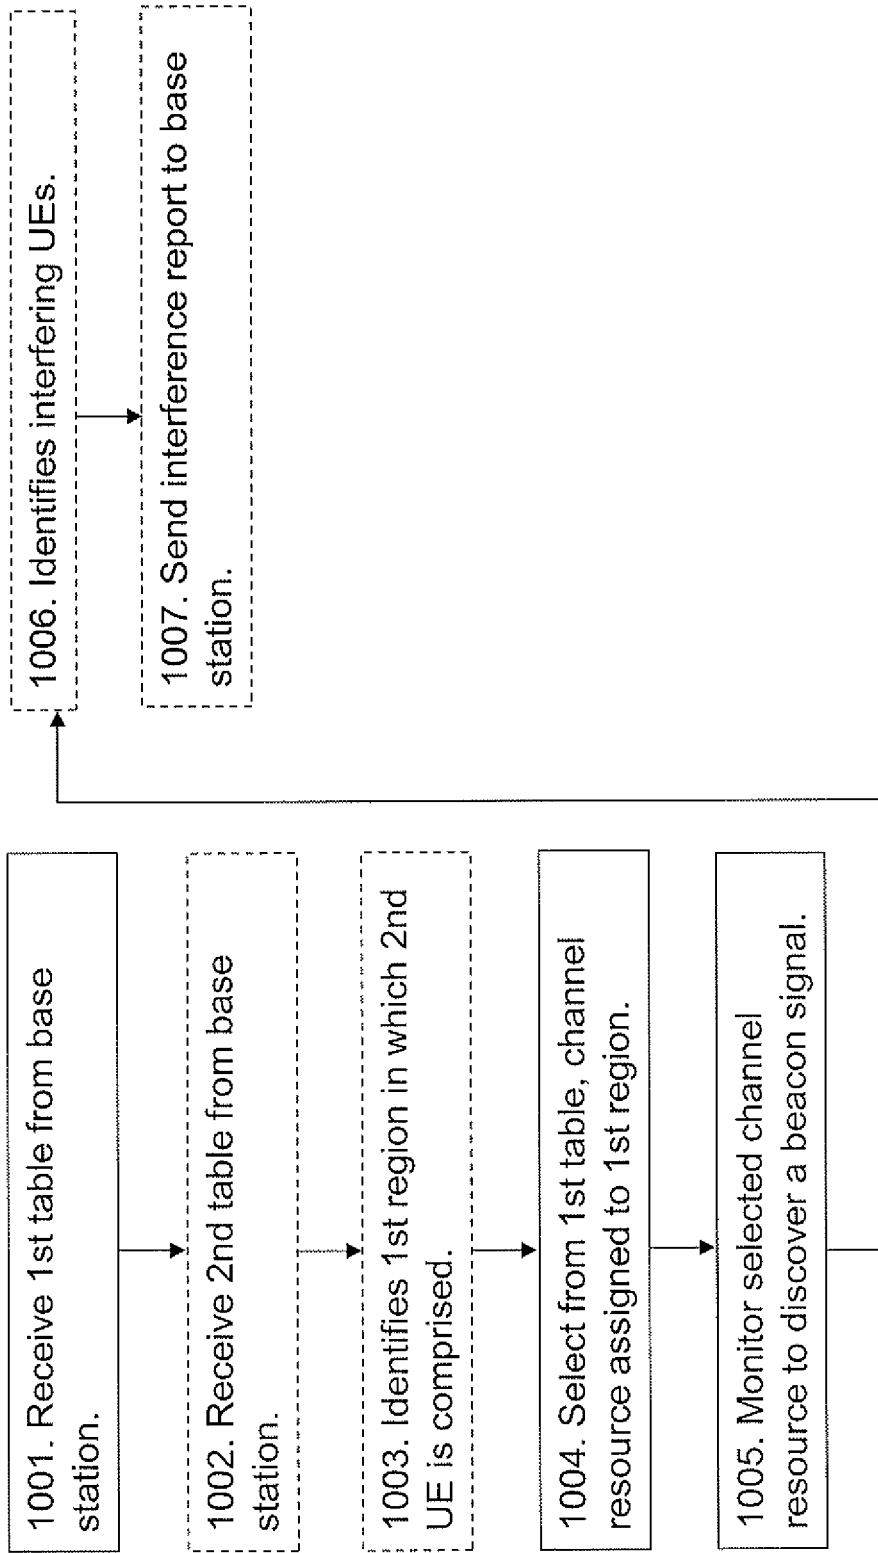 1001. Receive 1st table from base
station.
1002. Receive 2nd table from base
station.
1003. Identifies 1st region in which 2nd
UE is comprised.
1004. Select from 1st table, channel
resource assigned to 1st region.
1005. Monitor selected channel
resource to discover a beacon signal.
1006. Identifies interfering UEs.
1007. Send interference report to base
station.